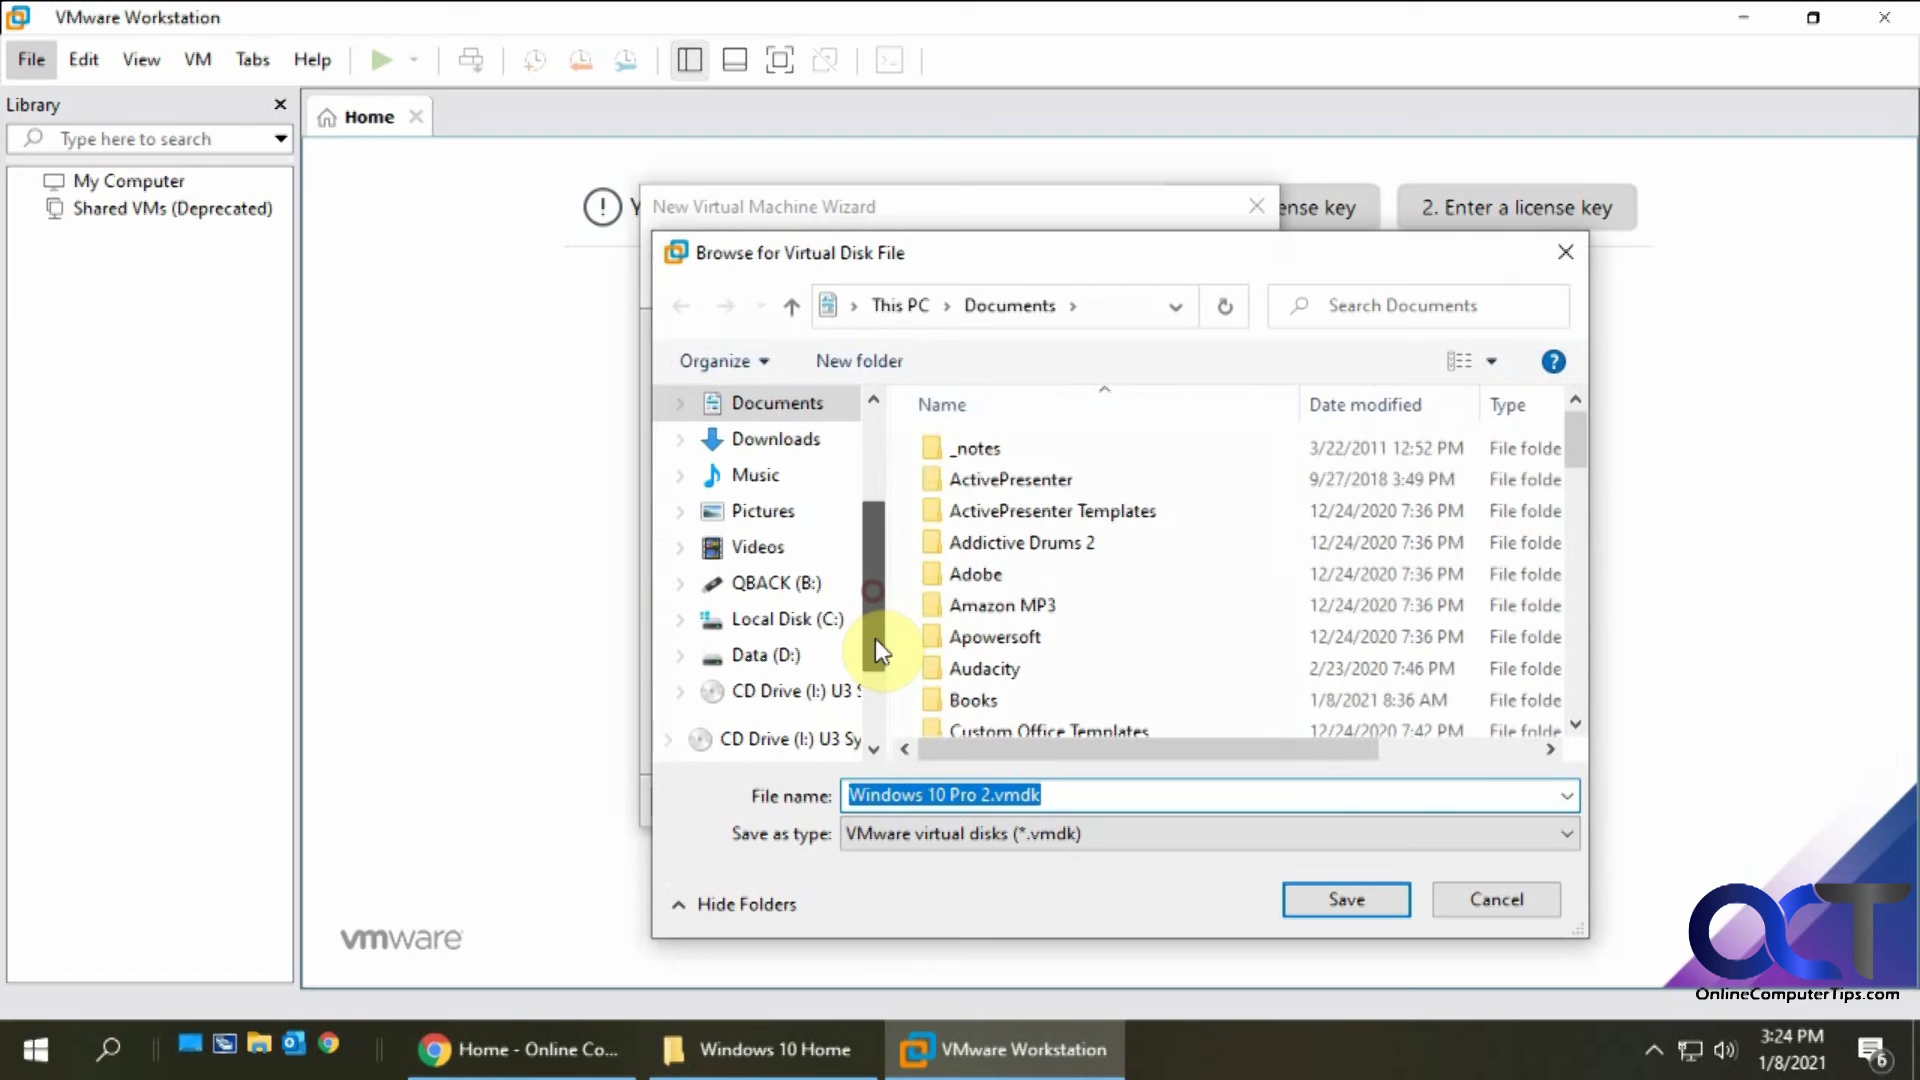 VMware Workstation
File Edit View VM Tabs Help
Library
Type here to search
My Computer
Shared VMs (Deprecated)
Home
ense key
2. Enter a license key
New Virtual Machine Wizard
Browse for Virtual Disk File
This PC > Documents >
Search Documents
Organize
New folder
Documents
Downloads
Music
Pictures
Videos
QBACK (B:)
Local Disk (C:)
Data (D:)
CD Drive (I:) U3 S
CD Drive (I:) U3 Sy
Name Date modified Type
_notes 3/22/2011 12:52 PM File folde
ActivePresenter 9/27/2018 3:49 PM File folde
ActivePresenter Templates 12/24/2020 7:36 PM File folde
Addictive Drums 2 12/24/2020 7:36 PM File folde
Adobe 12/24/2020 7:36 PM File folde
Amazon MP3 12/24/2020 7:36 PM File folde
Apowersoft 12/24/2020 7:36 PM File folde
Audacity 2/23/2020 7:46 PM File folde
Books 1/8/2021 8:36 AM File folde
Custom Office Templates 12/24/2020 7:42 PM File folde
File name: Windows 10 Pro 2.vmdk
Save as type: VMware virtual disks (*.vmdk)
Hide Folders
Save
Cancel
vmware
OCT
OnlineComputerTips.com
Home - Online Co...
Windows 10 Home
VMware Workstation
3:24 PM
1/8/2021
6